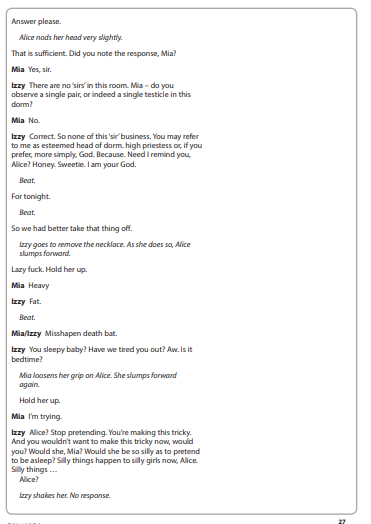 Answer please.
Alice nods her head very slightly.
That is sufficient. Did you note the response, Mia?
Mia Yes, sir.
Izzy There are no 'sirs' in this room. Mia – do you
observe a single pair, or indeed a single testicle in this
dorm?
Mia No.
Izzy Correct. So none of this 'sir' business. You may refer
to me as esteemed head of dorm. high priestess or, if you
prefer, more simply, God. Because. Need I remind you,
Alice? Honey. Sweetie. I am your God.
Beat.
For tonight.
Beat.
So we had better take that thing off.
Izzy goes to remove the necklace. As she does so, Alice
slumps forward.
Lazy fuck. Hold her up.
Mia Heavy
Izzy Fat.
Beat.
Mia/Izzy Misshapen death bat.
Izzy You sleepy baby? Have we tired you out? Aw. Is it
bedtime?
Mia loosens her grip on Alice. She slumps forward
again.
Hold her up.
Mia I'm trying.
Izzy Alice? Stop pretending. You're making this tricky.
And you wouldn't want to make this tricky now, would
you? Would she, Mia? Would she be so silly as to pretend
to be asleep? Silly things happen to silly girls now, Alice.
Silly things …
Alice?
Izzy shakes her. No response.
27